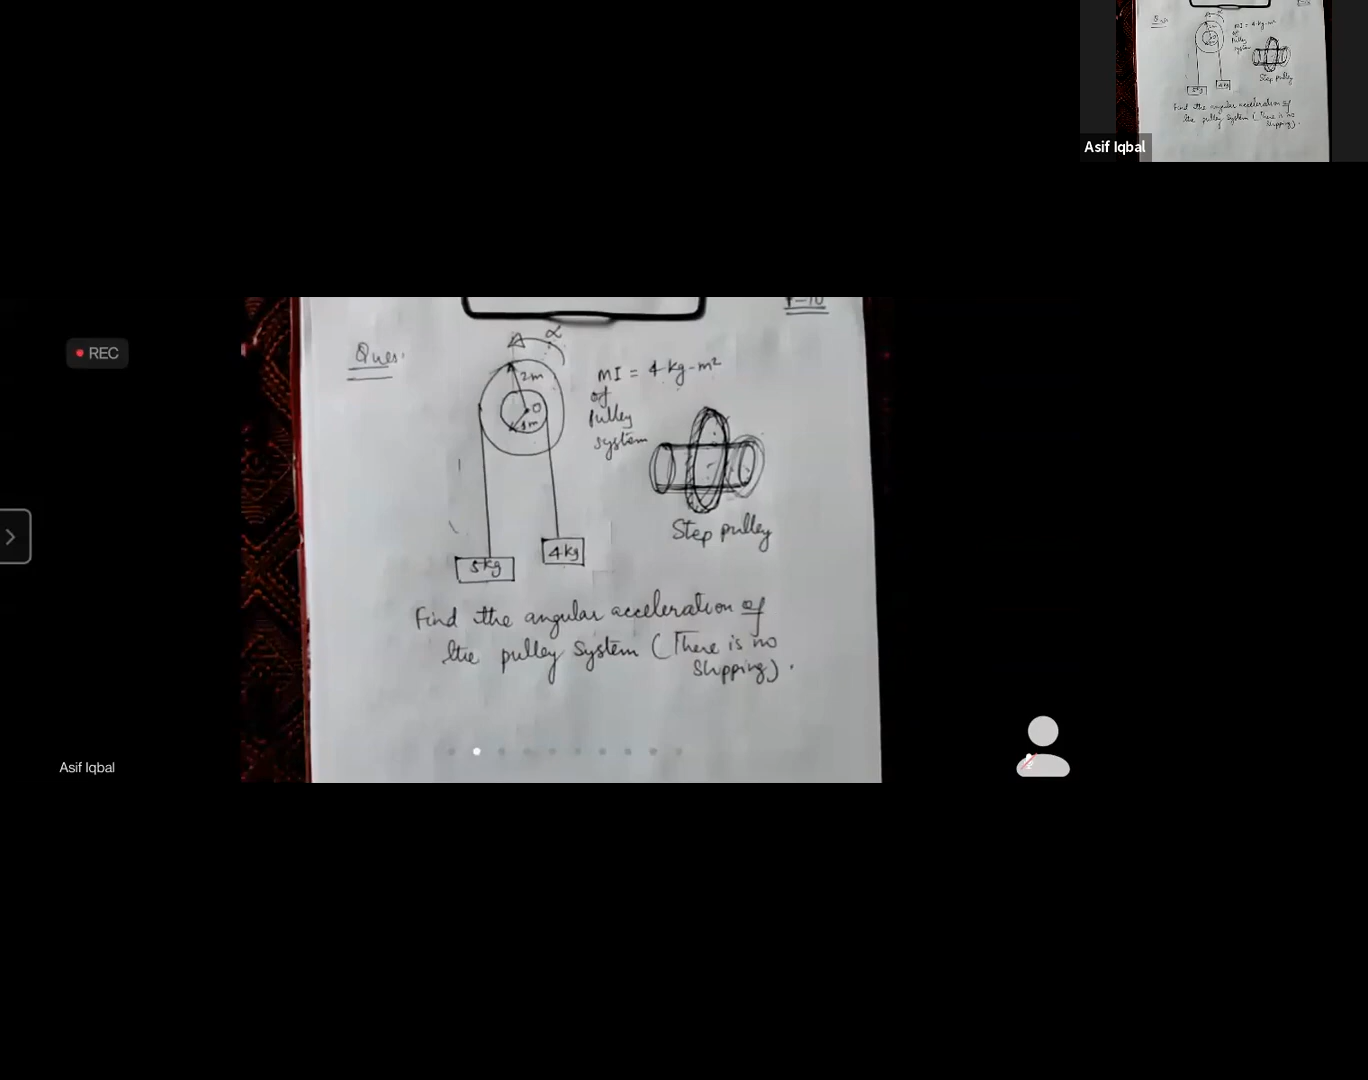 Asif Iqbal
REC
P-10
Ques.
α
2m
O
1m
MI = 4 kg-m²
of
pulley
system
5kg
4kg
Step pulley
Find the angular acceleration of
the pulley system (There is no
slipping).
Asif Iqbal